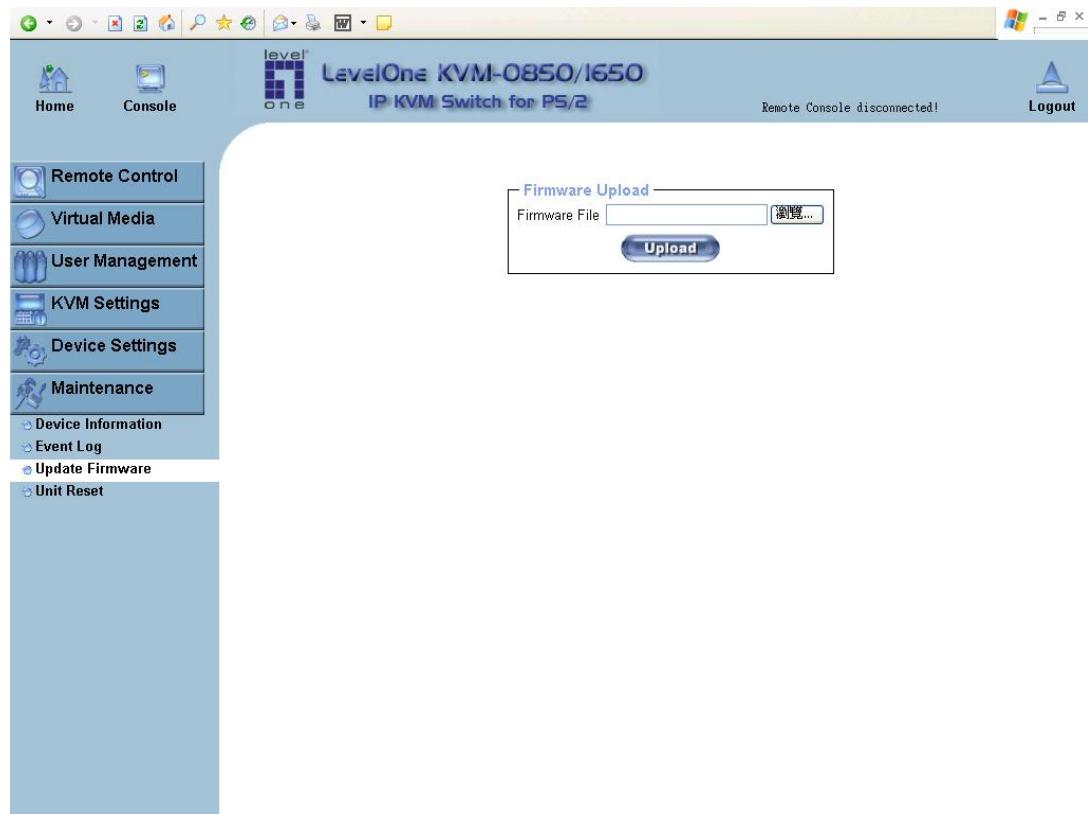 level
one
LevelOne KVM-0850/1650
IP KVM Switch for PS/2
Home
Console
Remote Console disconnected!
Logout
Remote Control
Virtual Media
User Management
KVM Settings
Device Settings
Maintenance
Device Information
Event Log
Update Firmware
Unit Reset
Firmware Upload
Firmware File
瀏覽...
Upload